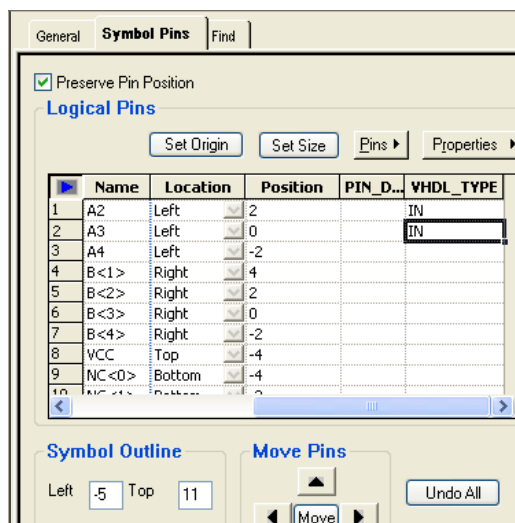 General Symbol Pins Find
Preserve Pin Position
Logical Pins
Set Origin Set Size Pins Properties
Name Location Position PIN_D... VHDL_TYPE
1 A2 Left 2 IN
2 A3 Left 0 IN
3 A4 Left -2
4 B<1> Right 4
5 B<2> Right 2
6 B<3> Right 0
7 B<4> Right -2
8 VCC Top -4
9 NC<0> Bottom -4
10
Symbol Outline Move Pins
Left -5 Top 11 Move Undo All